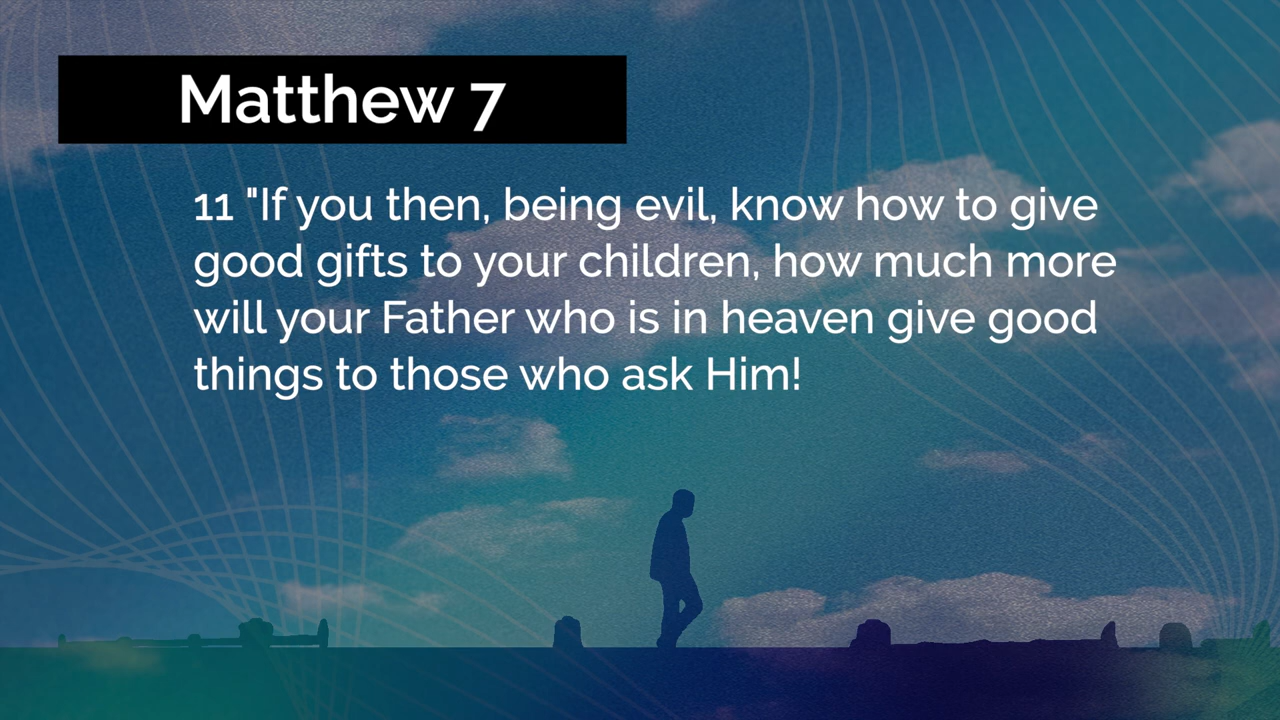 Matthew 7
11 "If you then, being evil, know how to give
good gifts to your children, how much more
will your Father who is in heaven give good
things to those who ask Him!